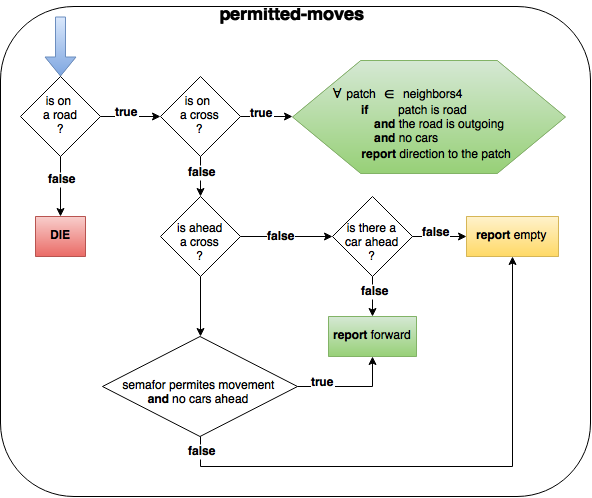 permitted-moves
is on
a road
?
true
is on
a cross
?
true
∀ patch ∈ neighbors4
if patch is road
and the road is outgoing
and no cars
report direction to the patch
false
false
DIE
is ahead
a cross
?
false
is there a
car ahead
?
false
report empty
false
report forward
semafor permites movement
and no cars ahead
true
false